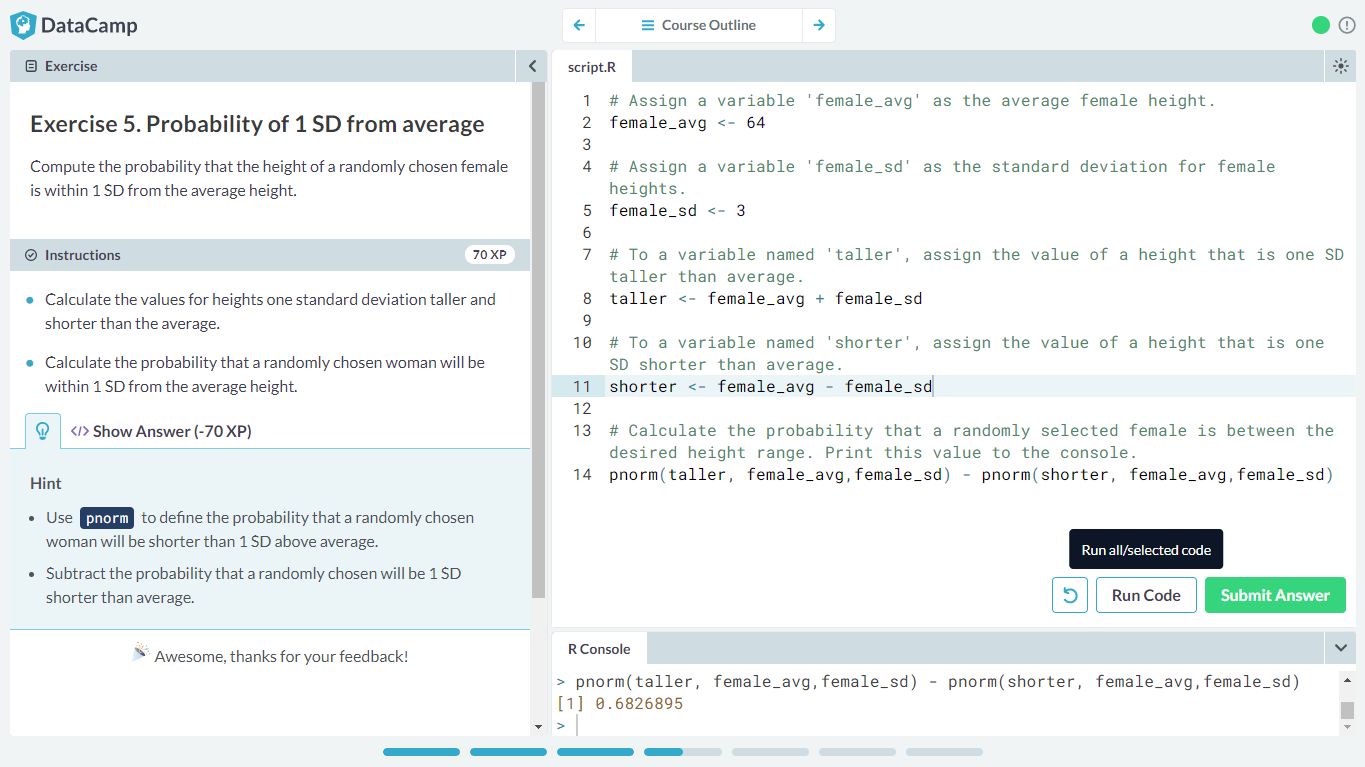 DataCamp
Course Outline
Exercise
Exercise 5. Probability of 1 SD from average
Compute the probability that the height of a randomly chosen female
is within 1 SD from the average height.
Instructions
70 XP
Calculate the values for heights one standard deviation taller and
shorter than the average.
Calculate the probability that a randomly chosen woman will be
within 1 SD from the average height.
</> Show Answer (-70 XP)
Hint
Use pnorm to define the probability that a randomly chosen
woman will be shorter than 1 SD above average.
Subtract the probability that a randomly chosen will be 1 SD
shorter than average.
Awesome, thanks for your feedback!
script.R
1 # Assign a variable 'female_avg' as the average female height.
2 female_avg <- 64
3
4 # Assign a variable 'female_sd' as the standard deviation for female
heights.
5 female_sd <- 3
6
7 # To a variable named 'taller', assign the value of a height that is one SD
taller than average.
8 taller <- female_avg + female_sd
9
10 # To a variable named 'shorter', assign the value of a height that is one
SD shorter than average.
11 shorter <- female_avg - female_sd
12
13 # Calculate the probability that a randomly selected female is between the
desired height range. Print this value to the console.
14 pnorm(taller, female_avg,female_sd) - pnorm(shorter, female_avg,female_sd)
Run all/selected code
Run Code
Submit Answer
R Console
> pnorm(taller, female_avg,female_sd) - pnorm(shorter, female_avg,female_sd)
[1] 0.6826895
>